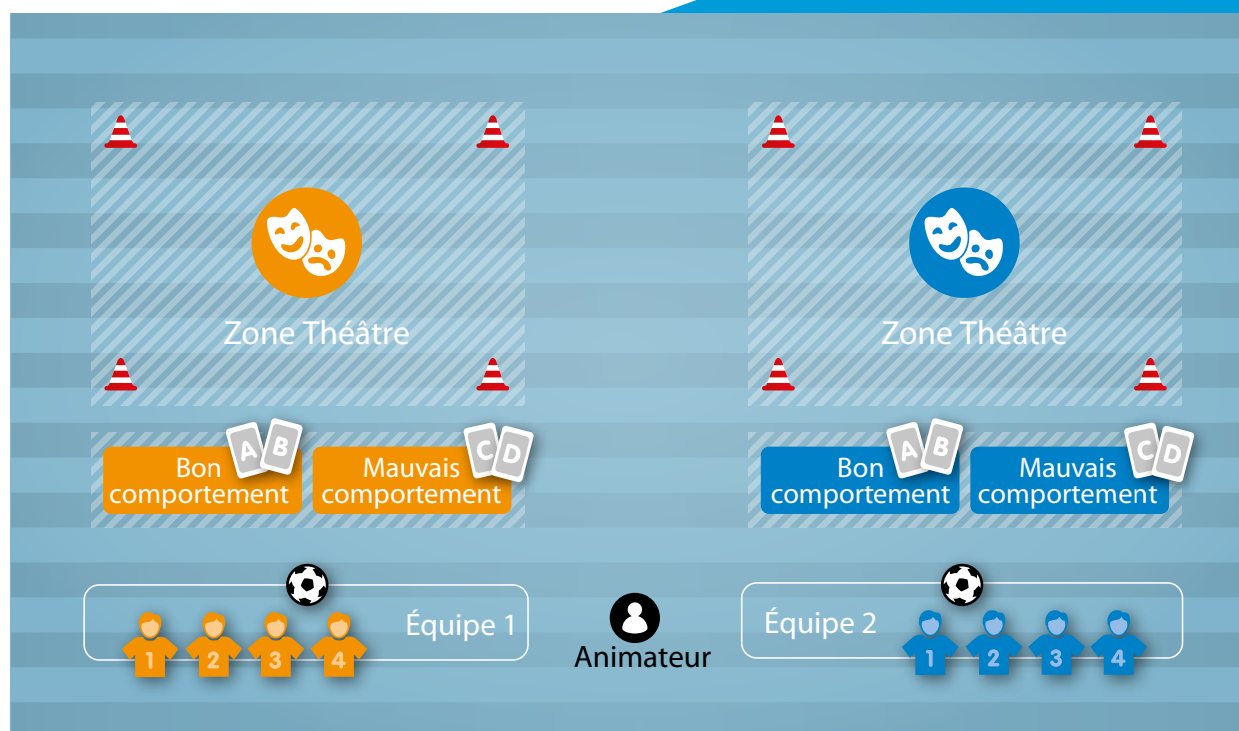 Zone Théâtre
Zone Théâtre
A B
C D
Bon
comportement
Mauvais
comportement
A B
C D
Bon
comportement
Mauvais
comportement
Équipe 1
1 2 3 4
Animateur
Équipe 2
1 2 3 4